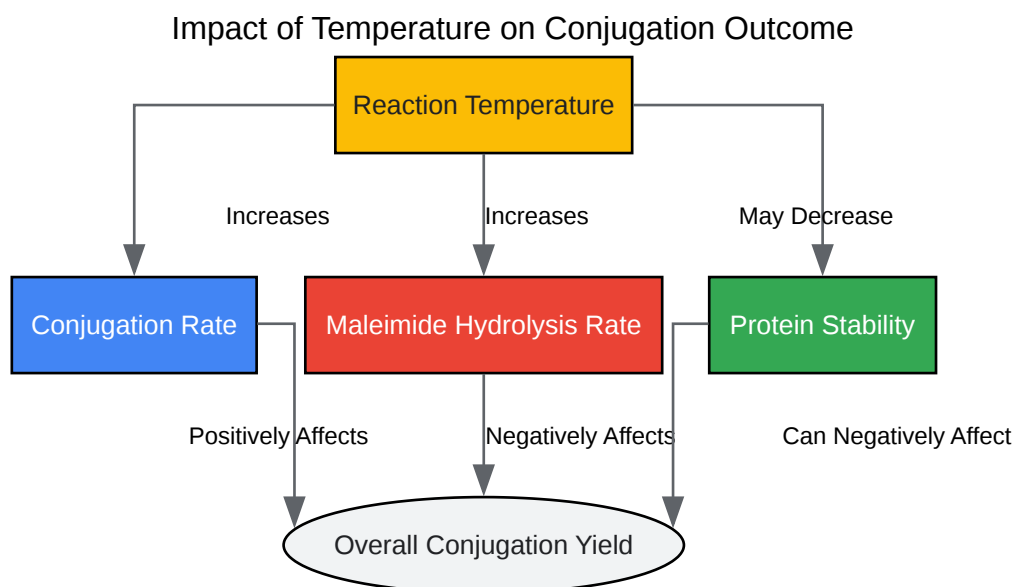 Impact of Temperature on Conjugation Outcome
Reaction Temperature
Increases
Increases
May Decrease
Conjugation Rate
Maleimide Hydrolysis Rate
Protein Stability
Positively Affects
Negatively Affects
Can Negatively Affect
Overall Conjugation Yield